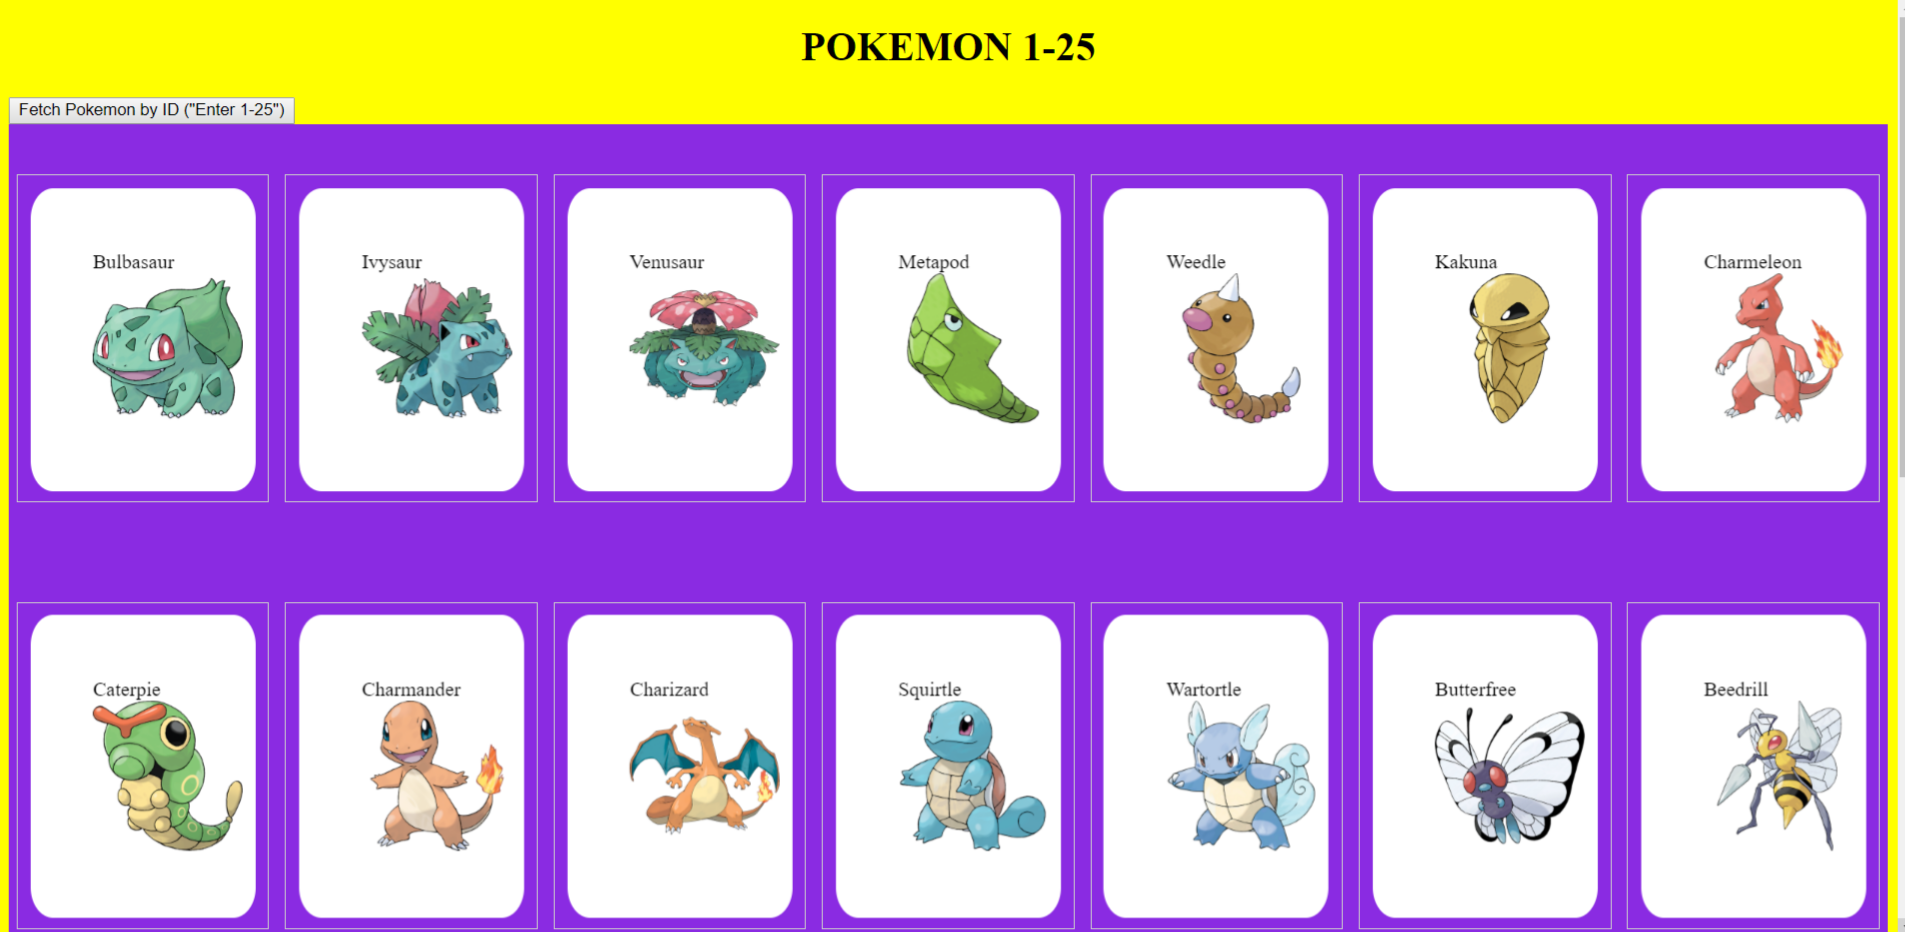 POKEMON 1-25
Fetch Pokemon by ID ("Enter 1-25")
Bulbasaur
Ivysaur
Venusaur
Metapod
Weedle
Kakuna
Charmeleon
Caterpie
Charmander
Charizard
Squirtle
Wartortle
Butterfree
Beedrill